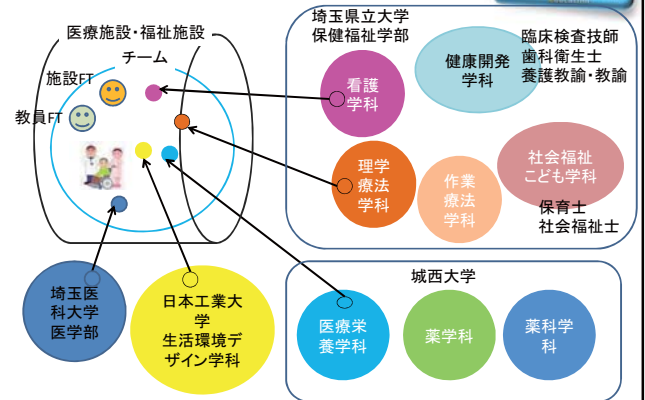 医療施設・福祉施設
チーム
施設FT
教員FT
埼玉県立大学
保健福祉学部
看護
学科
健康開発
学科
臨床検査技師
歯科衛生士
養護教諭・教諭
理学
療法
学科
作業
療法
学科
社会福祉
こども学科
保育士
社会福祉士
埼玉医
科大学
医学部
日本工業大
学
生活環境デ
ザイン学科
城西大学
医療栄
養学科
薬学科
薬科学
科